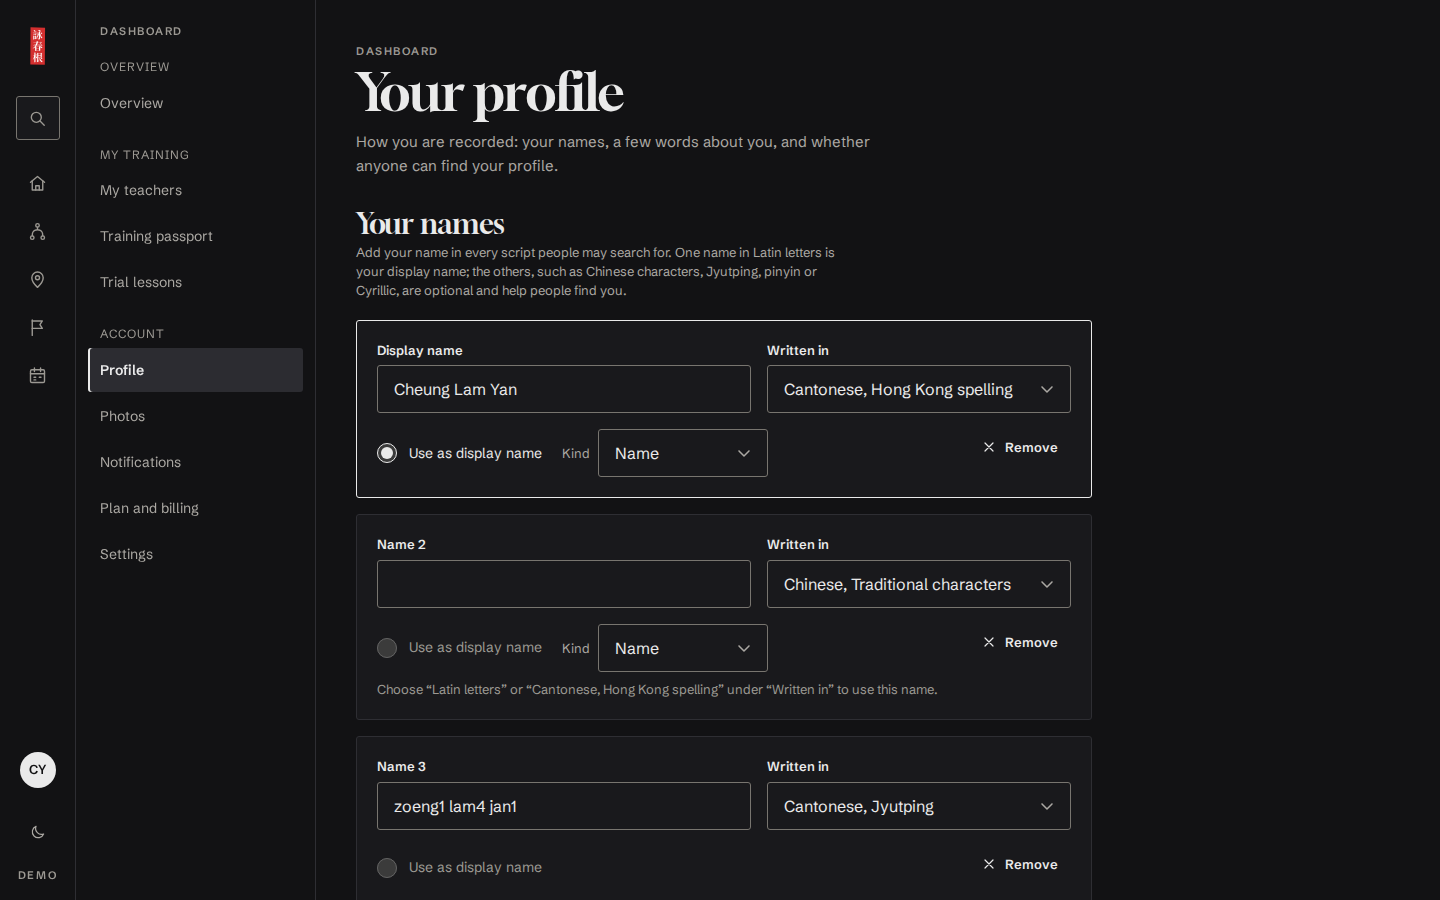 詠春根
DASHBOARD
OVERVIEW
Overview
MY TRAINING
My teachers
Training passport
Trial lessons
ACCOUNT
Profile
Photos
Notifications
Plan and billing
Settings
CY
DEMO
DASHBOARD
Your profile
How you are recorded: your names, a few words about you, and whether
anyone can find your profile.
Your names
Add your name in every script people may search for. One name in Latin letters is
your display name; the others, such as Chinese characters, Jyutping, pinyin or
Cyrillic, are optional and help people find you.
Display name Written in
Cheung Lam Yan Cantonese, Hong Kong spelling
Use as display name Kind Name Remove
Name 2 Written in
Chinese, Traditional characters
Use as display name Kind Name Remove
Choose “Latin letters” or “Cantonese, Hong Kong spelling” under “Written in” to use this name.
Name 3 Written in
zoeng1 lam4 jan1 Cantonese, Jyutping
Use as display name Remove